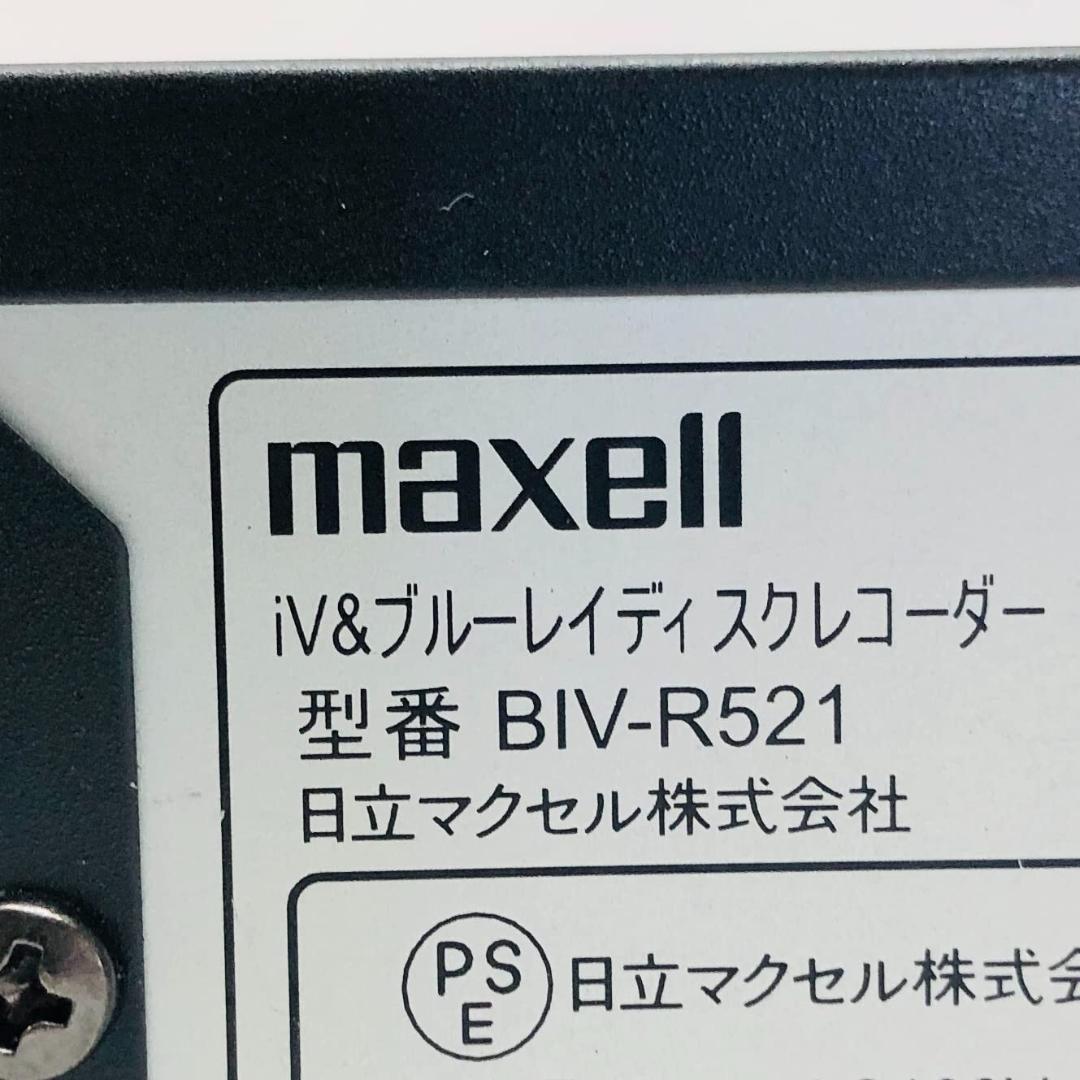 maxell
iV&ブルーレイディスクレコーダー
型番 BIV-R521
日立マクセル株式会社
PS
E
日立マクセル株式会